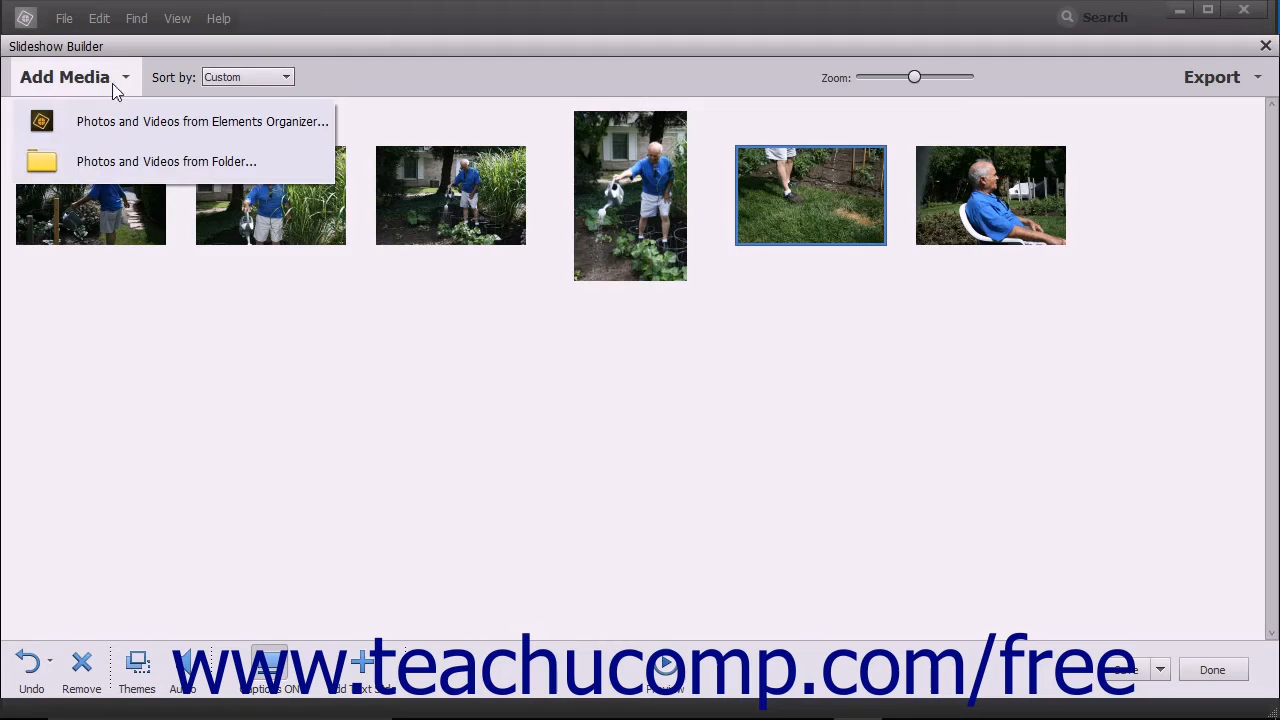 File Edit Find View Help Search
Slideshow Builder
Add Media Sort by: Custom Zoom: Export
Photos and Videos from Elements Organizer...
Photos and Videos from Folder...
www.teachucomp.com/free
Done
Undo Remove Themes